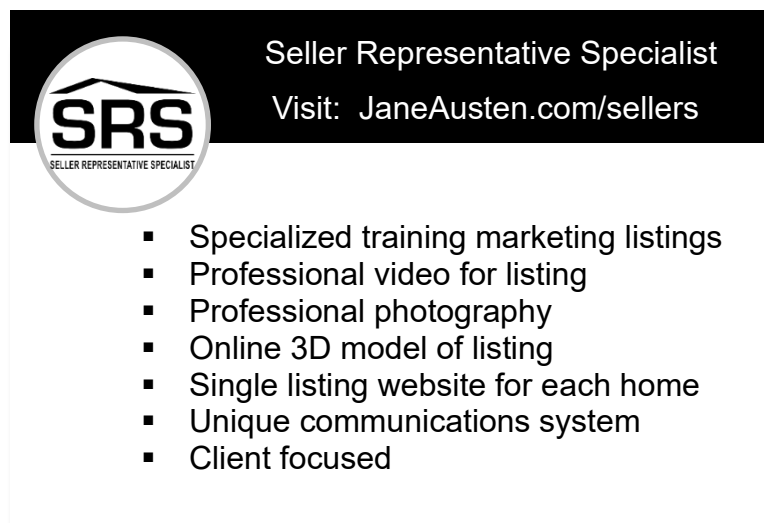 Seller Representative Specialist
Visit: JaneAusten.com/sellers
SRS
SELLER REPRESENTATIVE SPECIALIST
▪ Specialized training marketing listings
▪ Professional video for listing
▪ Professional photography
▪ Online 3D model of listing
▪ Single listing website for each home
▪ Unique communications system
▪ Client focused